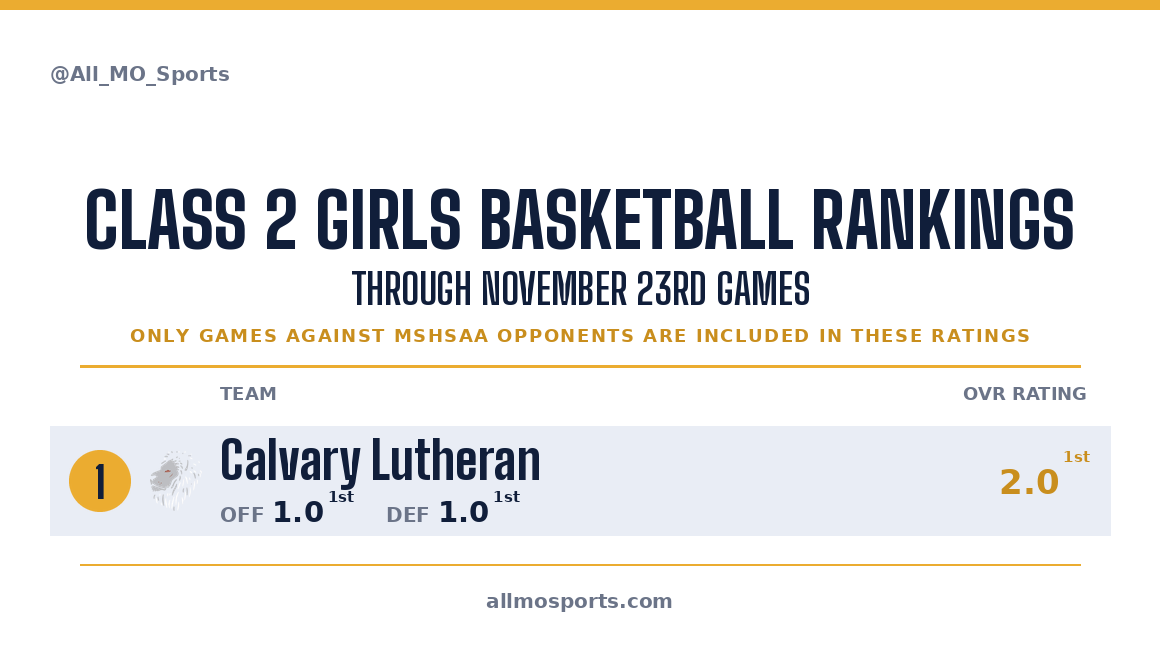 @All_MO_Sports
CLASS 2 GIRLS BASKETBALL RANKINGS
THROUGH NOVEMBER 23RD GAMES
ONLY GAMES AGAINST MSHSAA OPPONENTS ARE INCLUDED IN THESE RATINGS
TEAM OVR RATING
1 Calvary Lutheran 2.0 1st
OFF 1.0 1st DEF 1.0 1st
allmosports.com